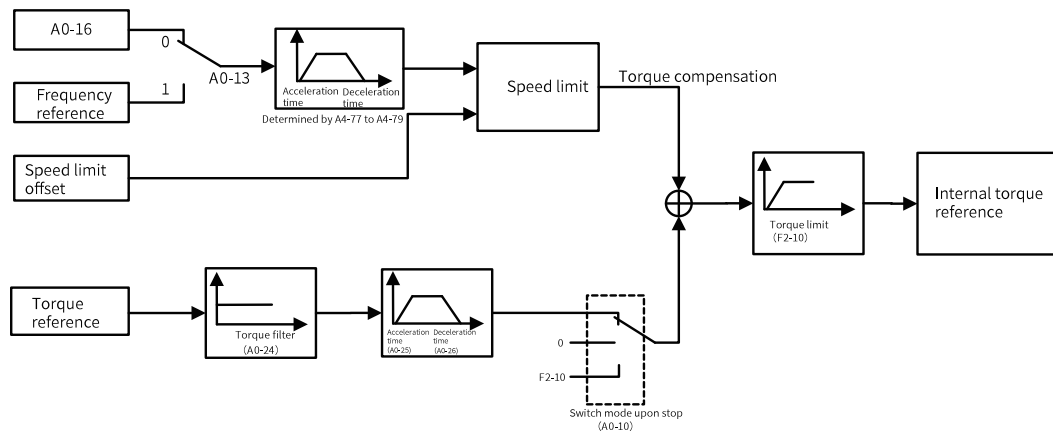 A0-16
0
A0-13
1
Frequency
reference
Acceleration
time
Deceleration
time
Determined by A4-77 to A4-79
Speed limit
Torque compensation
Speed limit
offset
Torque limit
(F2-10)
Internal torque
reference
Torque
reference
Torque filter
(A0-24)
Acceleration
time
(A0-25)
Deceleration
time
(A0-26)
0
F2-10
Switch mode upon stop
(A0-10)